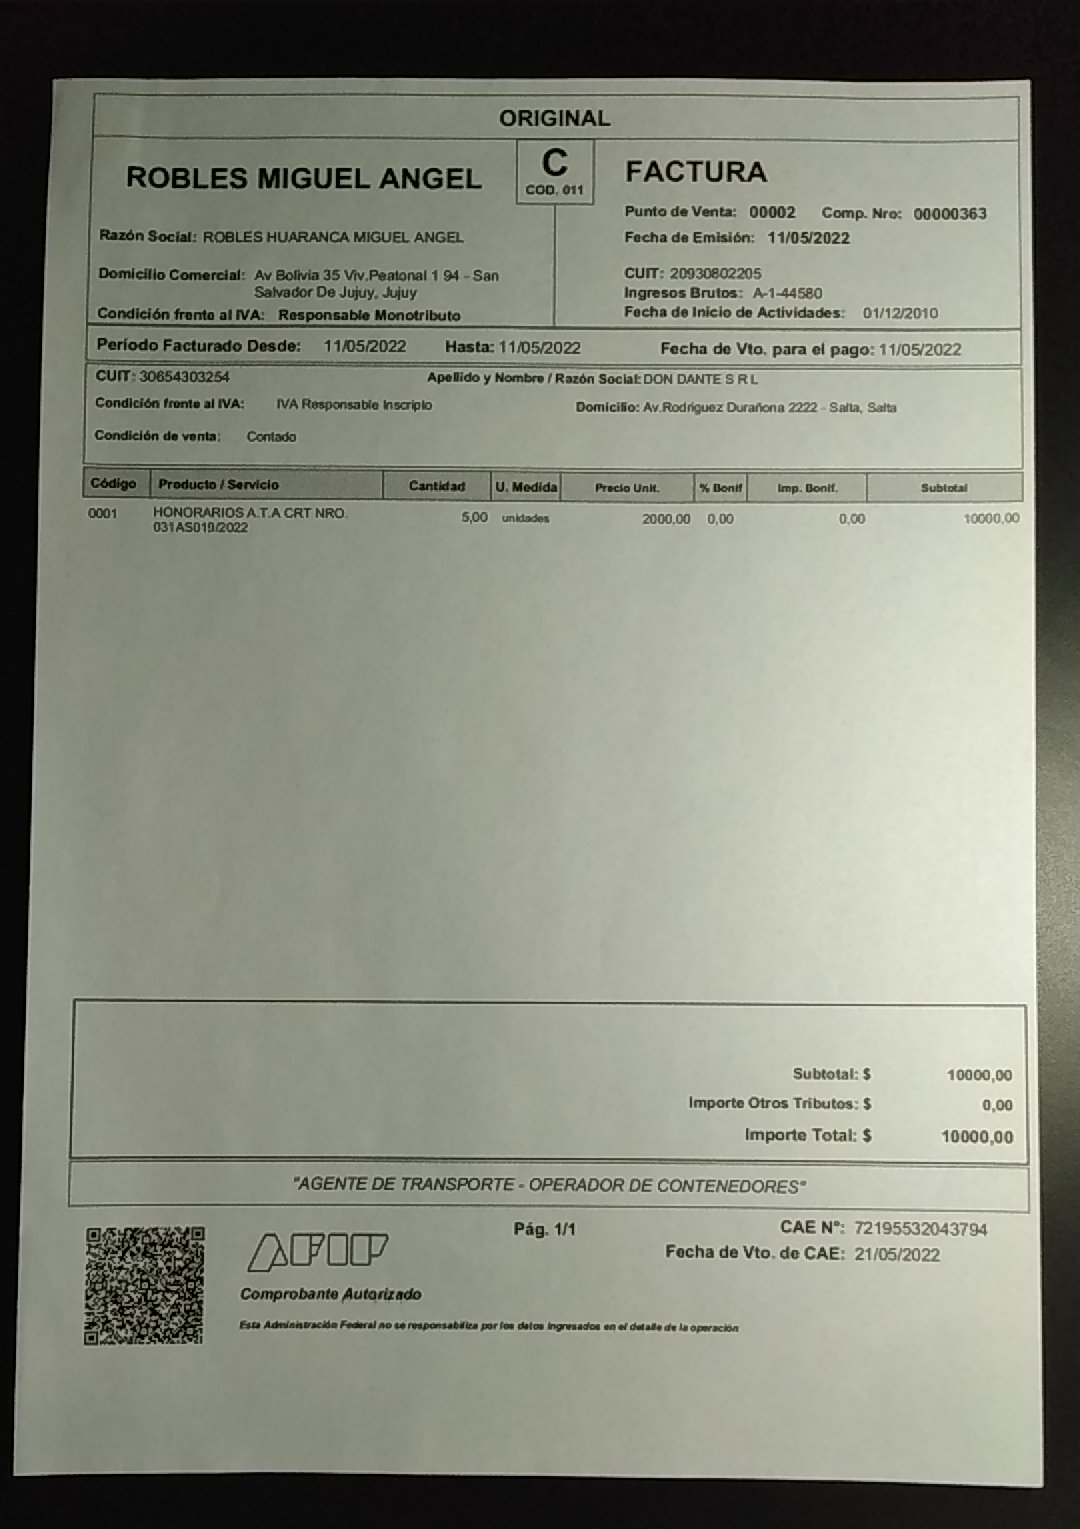 ORIGINAL
ROBLES MIGUEL ANGEL
C
COD. 011
FACTURA
Punto de Venta: 00002 Comp. Nro: 00000363
Razón Social: ROBLES HUARANCA MIGUEL ANGEL
Fecha de Emisión: 11/05/2022
Domicilio Comercial: Av Bolivia 35 Viv.Peatonal 1 94 - San
Salvador De Jujuy, Jujuy
CUIT: 20930802205
Ingresos Brutos: A-1-44580
Condición frente al IVA: Responsable Monotributo
Fecha de Inicio de Actividades: 01/12/2010
Período Facturado Desde: 11/05/2022 Hasta: 11/05/2022 Fecha de Vto. para el pago: 11/05/2022
CUIT: 30654303254 Apellido y Nombre / Razón Social: DON DANTE S R L
Condición frente al IVA: IVA Responsable Inscripto Domicilio: Av.Rodriguez Durañona 2222 - Salta, Salta
Condición de venta: Contado
Código Producto / Servicio Cantidad U. Medida Precio Unit. % Bonif Imp. Bonif. Subtotal
0001 HONORARIOS A.T.A CRT NRO. 5,00 unidades 2000,00 0,00 0,00 10000,00
031AS019/2022
Subtotal: $ 10000,00
Importe Otros Tributos: $ 0,00
Importe Total: $ 10000,00
"AGENTE DE TRANSPORTE - OPERADOR DE CONTENEDORES"
AFIP
Pág. 1/1
CAE N°: 72195532043794
Fecha de Vto. de CAE: 21/05/2022
Comprobante Autorizado
Esta Administración Federal no se responsabiliza por los datos ingresados en el detalle de la operación